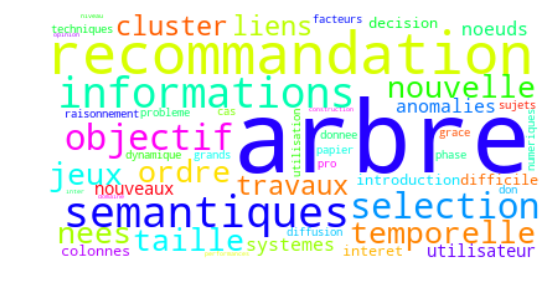 niveau
techniques cluster liens facteurs decision noeuds
opinion
recommandation
informations nouvelle
raisonnement probleme cas anomalies sujets
construction
objectif arbre
utilisation donnee grace numeriques
dynamique grands papier phase
jeux ordre pro
nouveaux travaux introduction difficile
don
semantiques selection
nees taille diffusion temporelle
colonnes systemes interet utilisateur